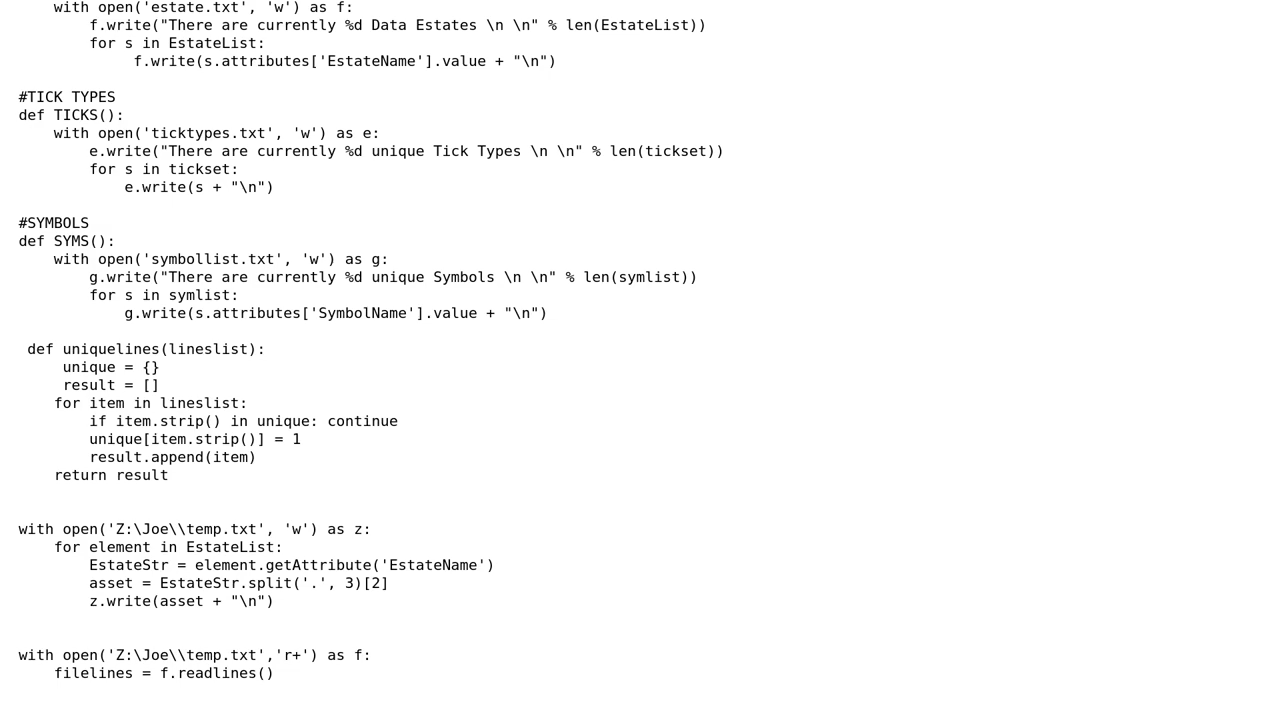 with open('estate.txt', 'w') as f:
        f.write("There are currently %d Data Estates \n \n" % len(EstateList))
        for s in EstateList:
             f.write(s.attributes['EstateName'].value + "\n")

#TICK TYPES
def TICKS():
    with open('ticktypes.txt', 'w') as e:
        e.write("There are currently %d unique Tick Types \n \n" % len(tickset))
        for s in tickset:
            e.write(s + "\n")

#SYMBOLS
def SYMS():
    with open('symbollist.txt', 'w') as g:
        g.write("There are currently %d unique Symbols \n \n" % len(symlist))
        for s in symlist:
            g.write(s.attributes['SymbolName'].value + "\n")

 def uniquelines(lineslist):
     unique = {}
     result = []
    for item in lineslist:
        if item.strip() in unique: continue
        unique[item.strip()] = 1
        result.append(item)
    return result


with open('Z:\Joe\\temp.txt', 'w') as z:
    for element in EstateList:
        EstateStr = element.getAttribute('EstateName')
        asset = EstateStr.split('.', 3)[2]
        z.write(asset + "\n")


with open('Z:\Joe\\temp.txt','r+') as f:
    filelines = f.readlines()